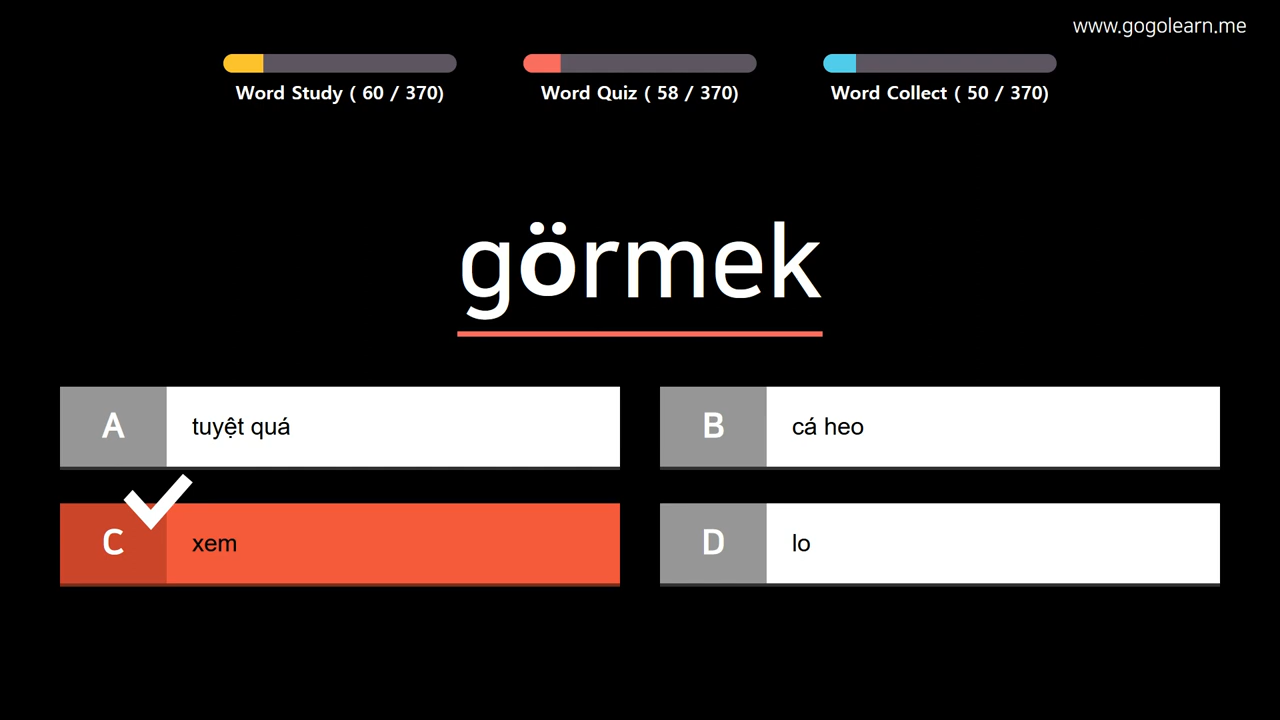 www.gogolearn.me
Word Study ( 60 / 370)
Word Quiz ( 58 / 370)
Word Collect ( 50 / 370)
görmek
A tuyệt quá
B cá heo
C xem
D lo